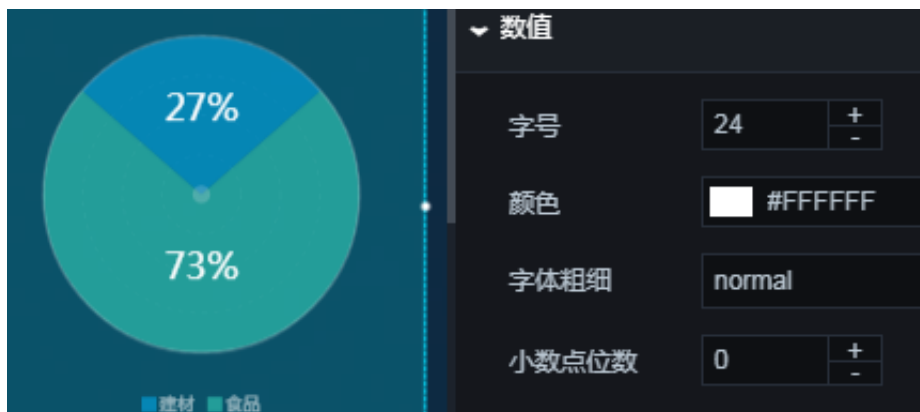 27%
73%
建材 食品
数值
字号 24 + -
颜色 #FFFFFF
字体粗细 normal
小数点位数 0 + -